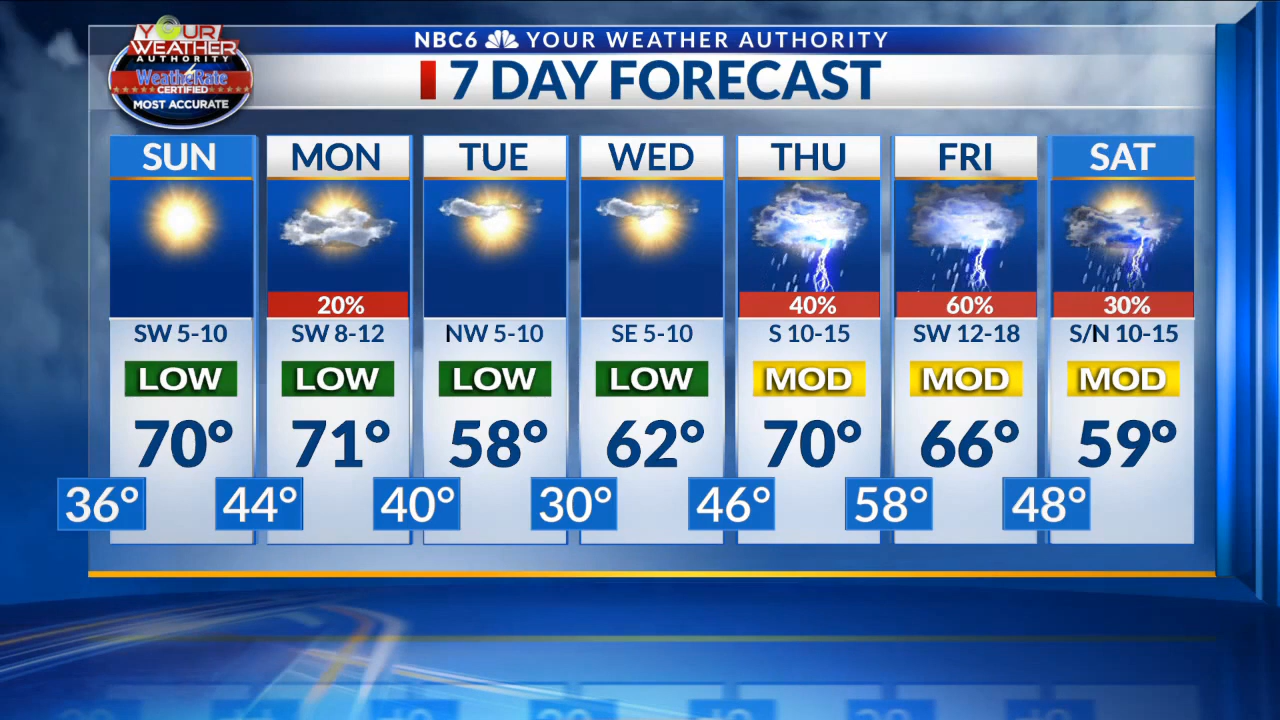 YOUR
WEATHER
AUTHORITY
WeatheRate
CERTIFIED
MOST ACCURATE
NBC6 YOUR WEATHER AUTHORITY
7 DAY FORECAST
SUN MON TUE WED THU FRI SAT
20% 40% 60% 30%
SW 5-10 SW 8-12 NW 5-10 SE 5-10 S 10-15 SW 12-18 S/N 10-15
LOW LOW LOW LOW MOD MOD MOD
70° 71° 58° 62° 70° 66° 59°
36° 44° 40° 30° 46° 58° 48°